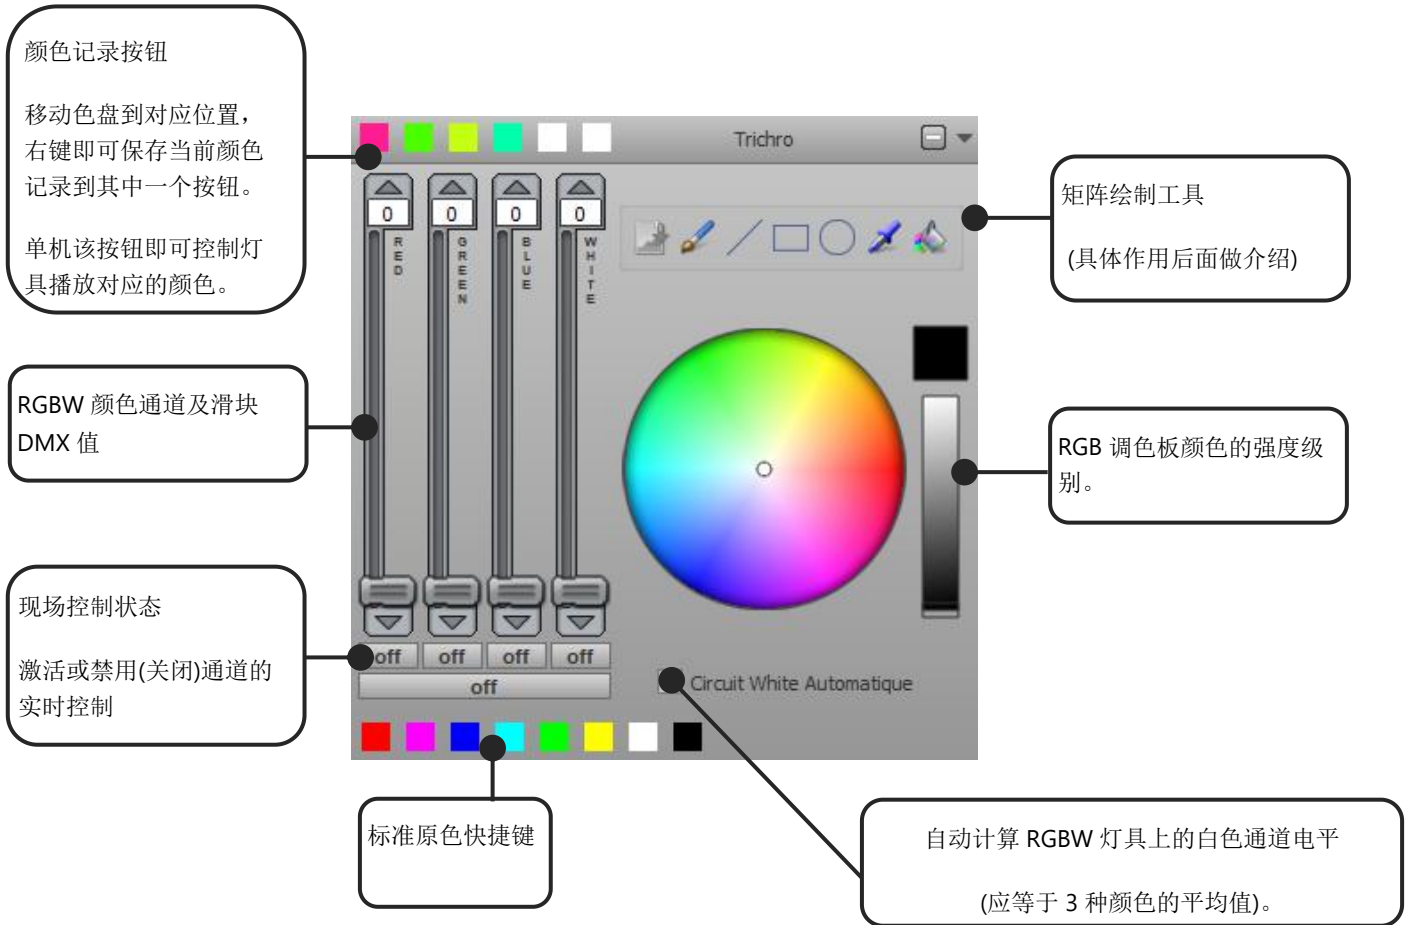 颜色记录按钮
移动色盘到对应位置，
右键即可保存当前颜色
记录到其中一个按钮。
单机该按钮即可控制灯
具播放对应的颜色。
Trichro
0
0
0
0
RED
GREEN
BLUE
WHITE
矩阵绘制工具
(具体作用后面做介绍)
RGBW 颜色通道及滑块
DMX 值
RGB 调色板颜色的强度级
别。
现场控制状态
激活或禁用(关闭)通道的
实时控制
off
off
off
off
off
Circuit White Automatique
标准原色快捷键
自动计算 RGBW 灯具上的白色通道电平
(应等于 3 种颜色的平均值)。